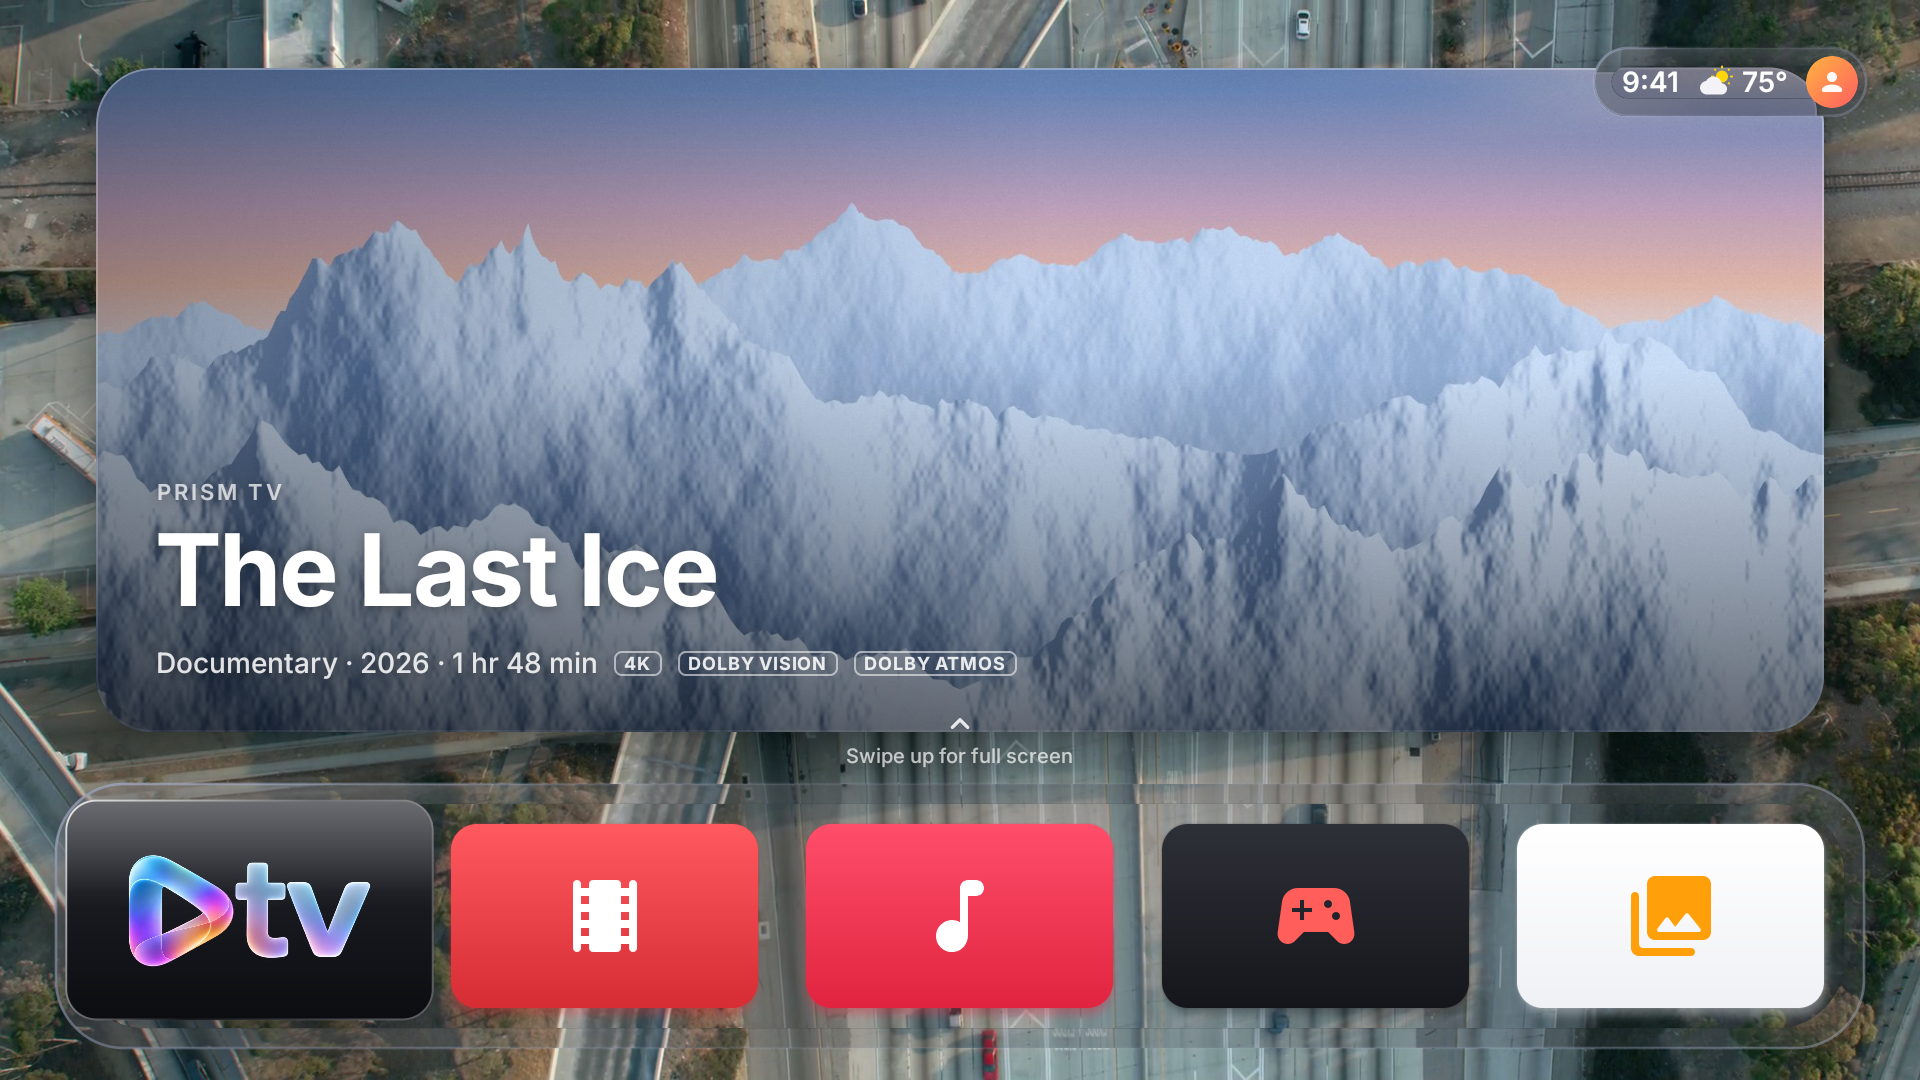 9:41 75°
PRISM TV
The Last Ice
Documentary · 2026 · 1 hr 48 min 4K DOLBY VISION DOLBY ATMOS
Swipe up for full screen
tv